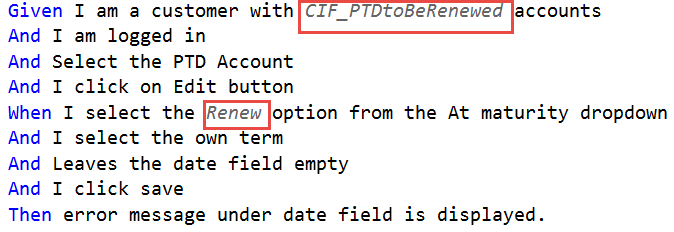 Given I am a customer with CIF_PTDtoBeRenewed accounts
And I am logged in
And Select the PTD Account
And I click on Edit button
When I select the Renew option from the At maturity dropdown
And I select the own term
And Leaves the date field empty
And I click save
Then error message under date field is displayed.